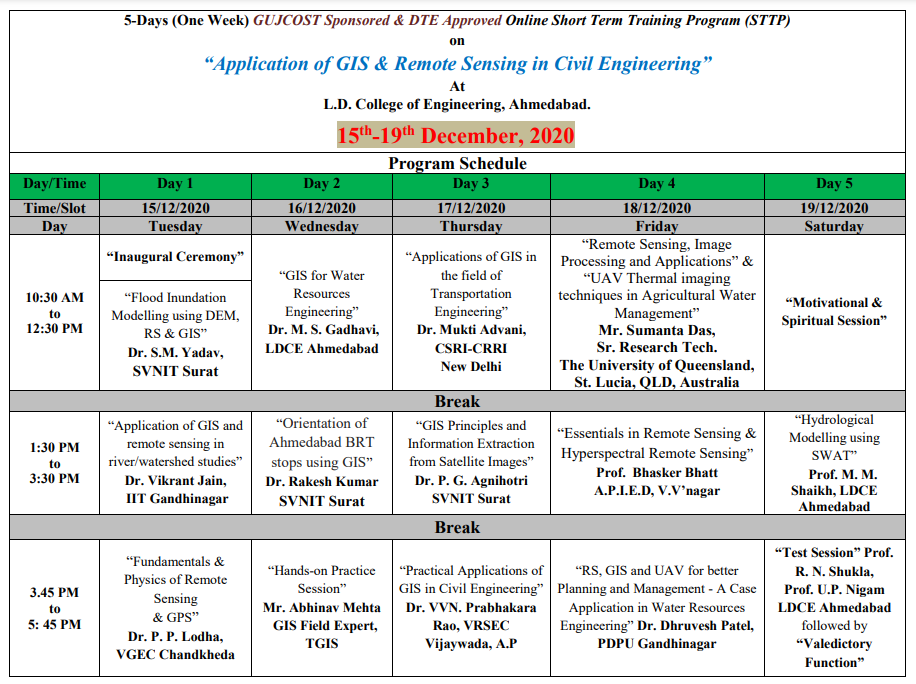 5-Days (One Week) GUJCOST Sponsored & DTE Approved Online Short Term Training Program (STTP)
on
“Application of GIS & Remote Sensing in Civil Engineering”
At
L.D. College of Engineering, Ahmedabad.
15th-19th December, 2020
Program Schedule
Day/Time Day 1 Day 2 Day 3 Day 4 Day 5
Time/Slot 15/12/2020 16/12/2020 17/12/2020 18/12/2020 19/12/2020
Day Tuesday Wednesday Thursday Friday Saturday
10:30 AM
to
12:30 PM
“Inaugural Ceremony”
“Flood Inundation
Modelling using DEM,
RS & GIS”
Dr. S.M. Yadav,
SVNIT Surat
“GIS for Water
Resources
Engineering”
Dr. M. S. Gadhavi,
LDCE Ahmedabad
“Applications of GIS in
the field of
Transportation
Engineering”
Dr. Mukti Advani,
CSRI-CRRI
New Delhi
“Remote Sensing, Image
Processing and Applications” &
“UAV Thermal imaging
techniques in Agricultural Water
Management”
Mr. Sumanta Das,
Sr. Research Tech.
The University of Queensland,
St. Lucia, QLD, Australia
“Motivational &
Spiritual Session”
Break
1:30 PM
to
3:30 PM
“Application of GIS and
remote sensing in
river/watershed studies”
Dr. Vikrant Jain,
IIT Gandhinagar
“Orientation of
Ahmedabad BRT
stops using GIS”
Dr. Rakesh Kumar
SVNIT Surat
“GIS Principles and
Information Extraction
from Satellite Images”
Dr. P. G. Agnihotri
SVNIT Surat
“Essentials in Remote Sensing &
Hyperspectral Remote Sensing”
Prof. Bhasker Bhatt
A.P.I.E.D, V.V’nagar
“Hydrological
Modelling using
SWAT”
Prof. M. M.
Shaikh, LDCE
Ahmedabad
Break
3.45 PM
to
5: 45 PM
“Fundamentals &
Physics of Remote
Sensing
& GPS”
Dr. P. P. Lodha,
VGEC Chandkheda
“Hands-on Practice
Session”
Mr. Abhinav Mehta
GIS Field Expert,
TGIS
“Practical Applications of
GIS in Civil Engineering”
Dr. VVN. Prabhakara
Rao, VRSEC
Vijaywada, A.P
“RS, GIS and UAV for better
Planning and Management - A Case
Application in Water Resources
Engineering” Dr. Dhruvesh Patel,
PDPU Gandhinagar
“Test Session” Prof.
R. N. Shukla,
Prof. U.P. Nigam
LDCE Ahmedabad
followed by
“Valedictory
Function”